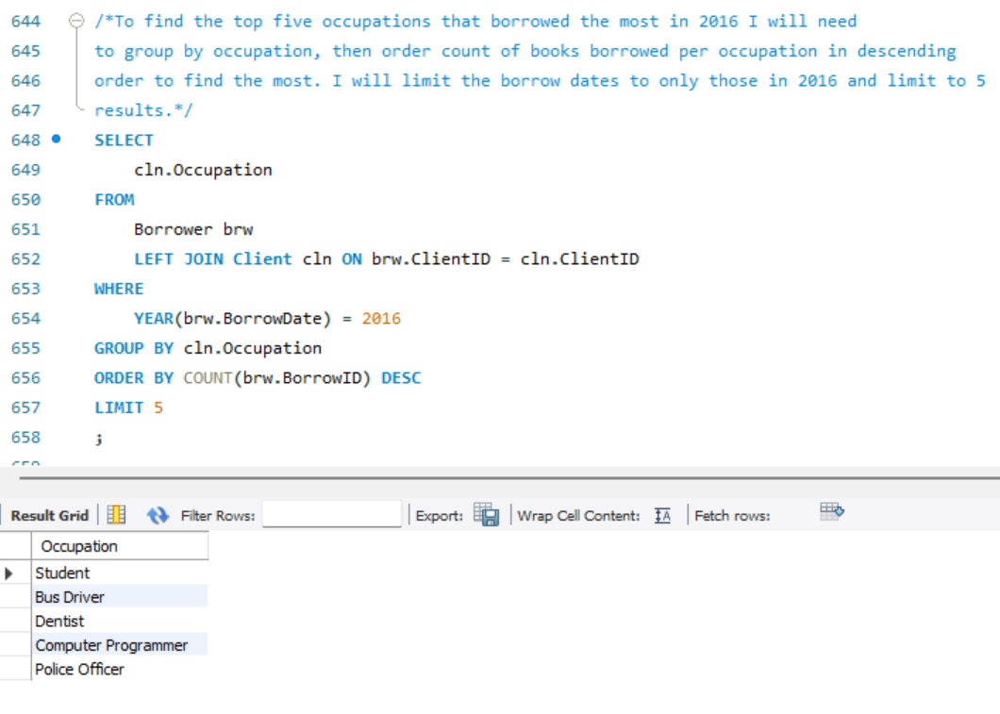 644 /*To find the top five occupations that borrowed the most in 2016 I will need
645 to group by occupation, then order count of books borrowed per occupation in descending
646 order to find the most. I will limit the borrow dates to only those in 2016 and limit to 5
647 results.*/
648 SELECT
649 cln.Occupation
650 FROM
651 Borrower brw
652 LEFT JOIN Client cln ON brw.ClientID = cln.ClientID
653 WHERE
654 YEAR(brw.BorrowDate) = 2016
655 GROUP BY cln.Occupation
656 ORDER BY COUNT(brw.BorrowID) DESC
657 LIMIT 5
658 ;
Result Grid Filter Rows: Export: Wrap Cell Content: IA Fetch rows:
Occupation
Student
Bus Driver
Dentist
Computer Programmer
Police Officer